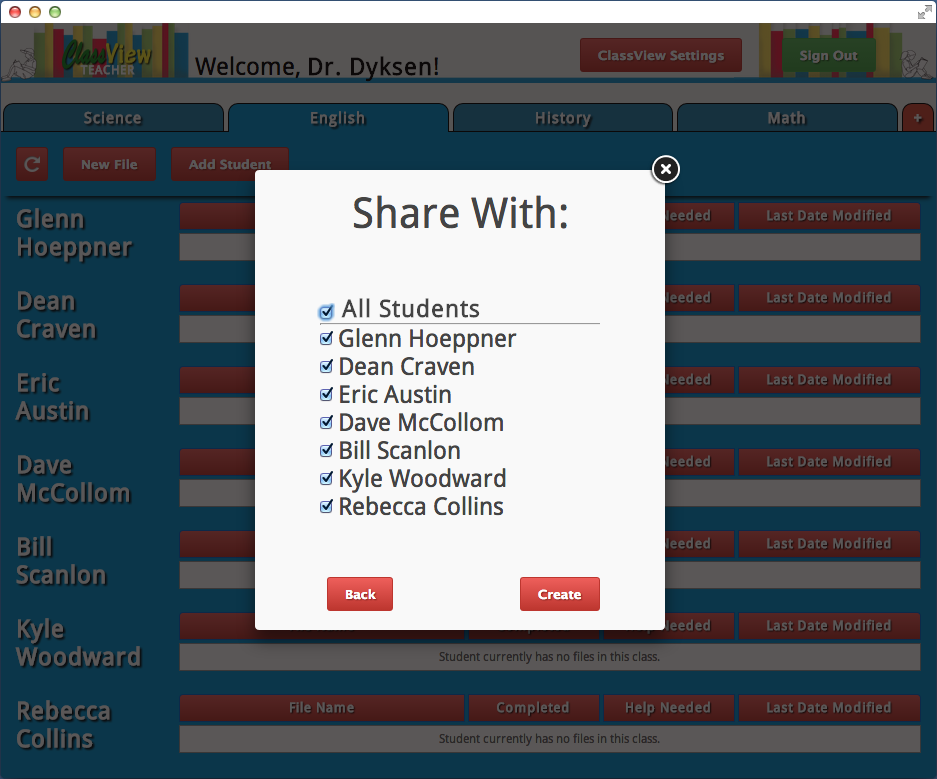 ClassView
TEACHER
Welcome, Dr. Dyksen!
ClassView Settings
Sign Out
Science
English
History
Math
+
New File
Add Student
Share With:
All Students
Glenn Hoeppner
Dean Craven
Eric Austin
Dave McCollom
Bill Scanlon
Kyle Woodward
Rebecca Collins
Back
Create
Glenn
Hoeppner
Needed
Last Date Modified
Dean
Craven
Needed
Last Date Modified
Eric
Austin
Needed
Last Date Modified
Dave
McCollom
Needed
Last Date Modified
Bill
Scanlon
Needed
Last Date Modified
Kyle
Woodward
Needed
Last Date Modified
Student currently has no files in this class.
Rebecca
Collins
File Name
Completed
Help Needed
Last Date Modified
Student currently has no files in this class.